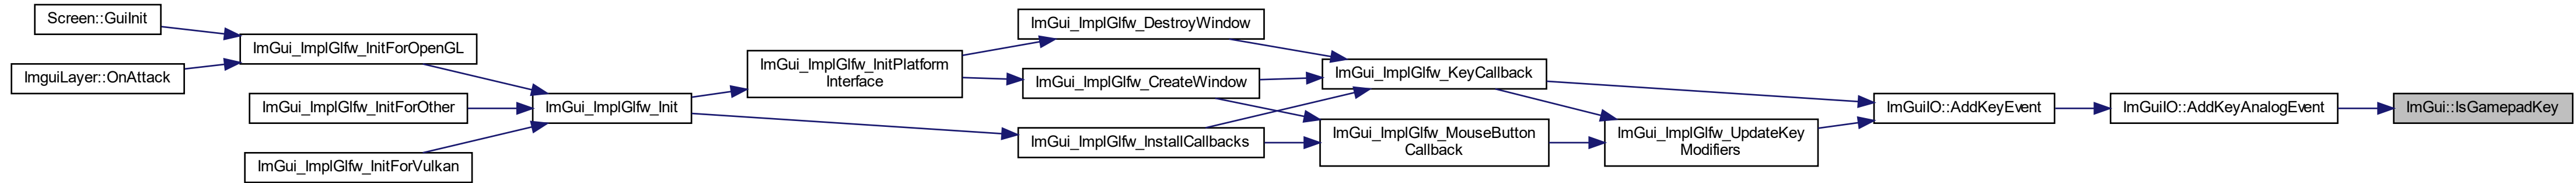 Screen::GuiInit
ImguiLayer::OnAttack
ImGui_ImplGlfw_InitForOpenGL
ImGui_ImplGlfw_InitForOther
ImGui_ImplGlfw_InitForVulkan
ImGui_ImplGlfw_Init
ImGui_ImplGlfw_InitPlatform
Interface
ImGui_ImplGlfw_DestroyWindow
ImGui_ImplGlfw_CreateWindow
ImGui_ImplGlfw_InstallCallbacks
ImGui_ImplGlfw_KeyCallback
ImGui_ImplGlfw_MouseButton
Callback
ImGui_ImplGlfw_UpdateKey
Modifiers
ImGuiIO::AddKeyEvent
ImGuiIO::AddKeyAnalogEvent
ImGui::IsGamepadKey